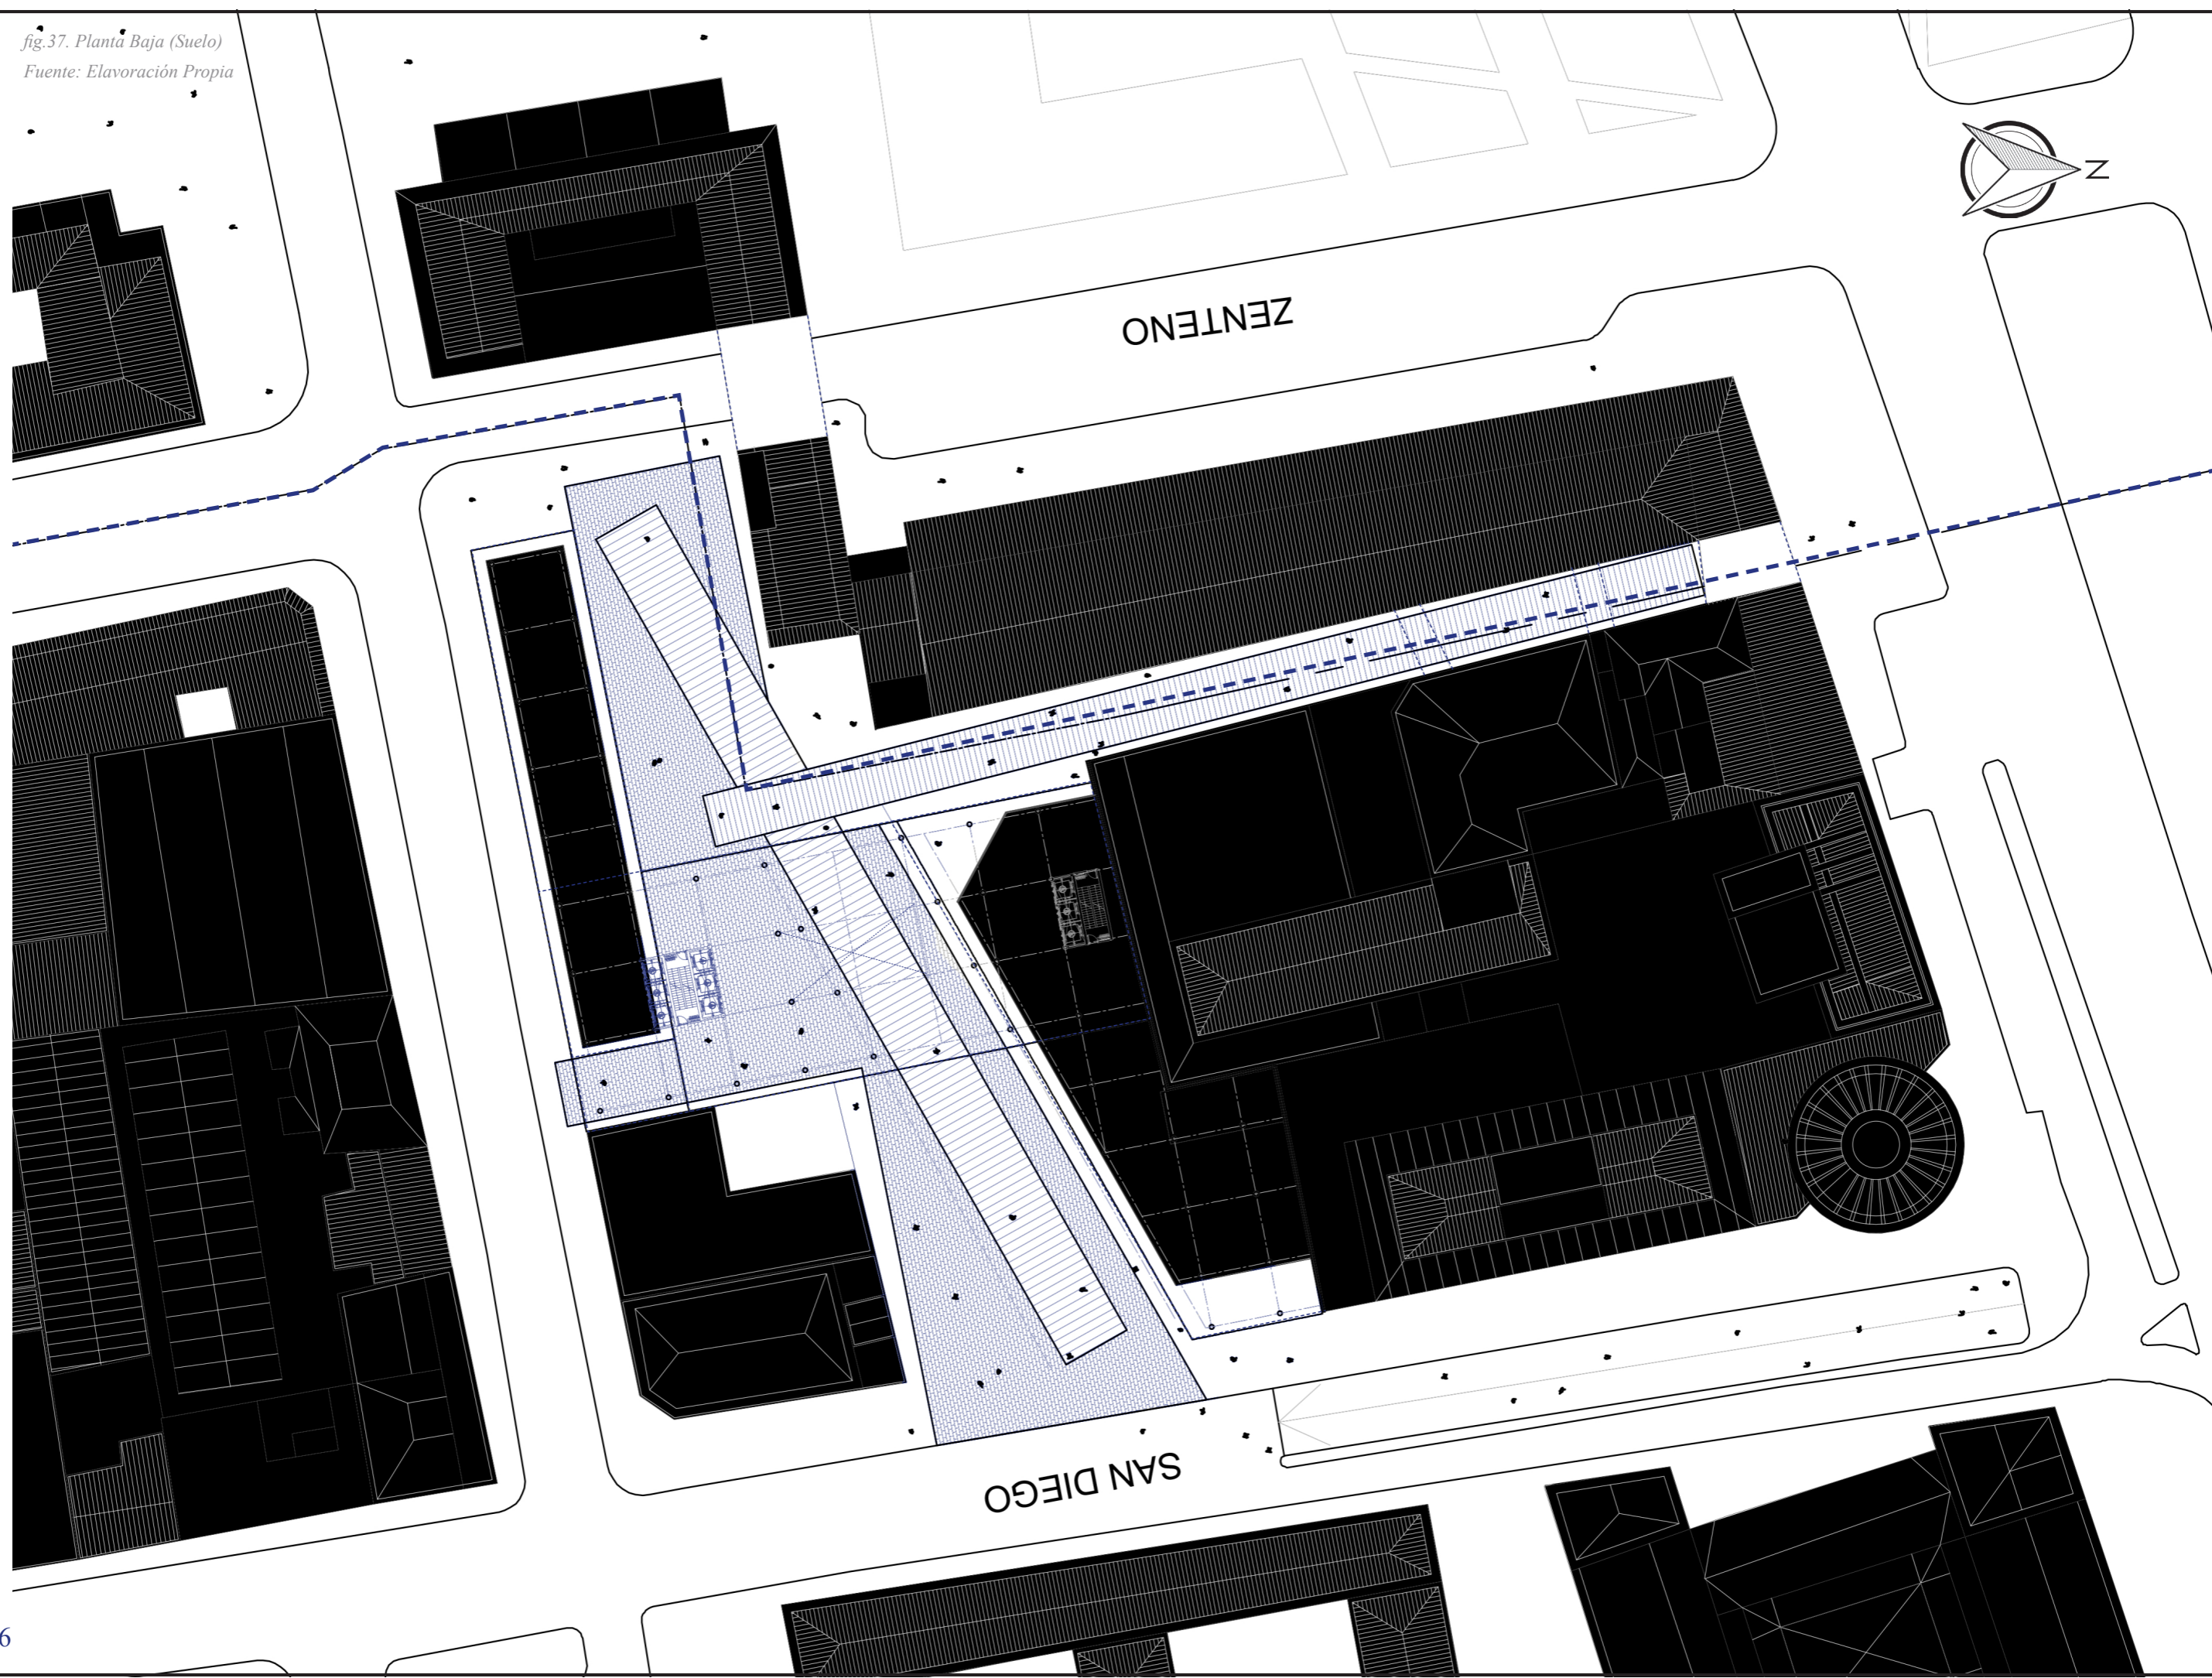 fig.37. Planta Baja (Suelo)
Fuente: Elavoración Propia
N
ZENTENO
SAN DIEGO
6